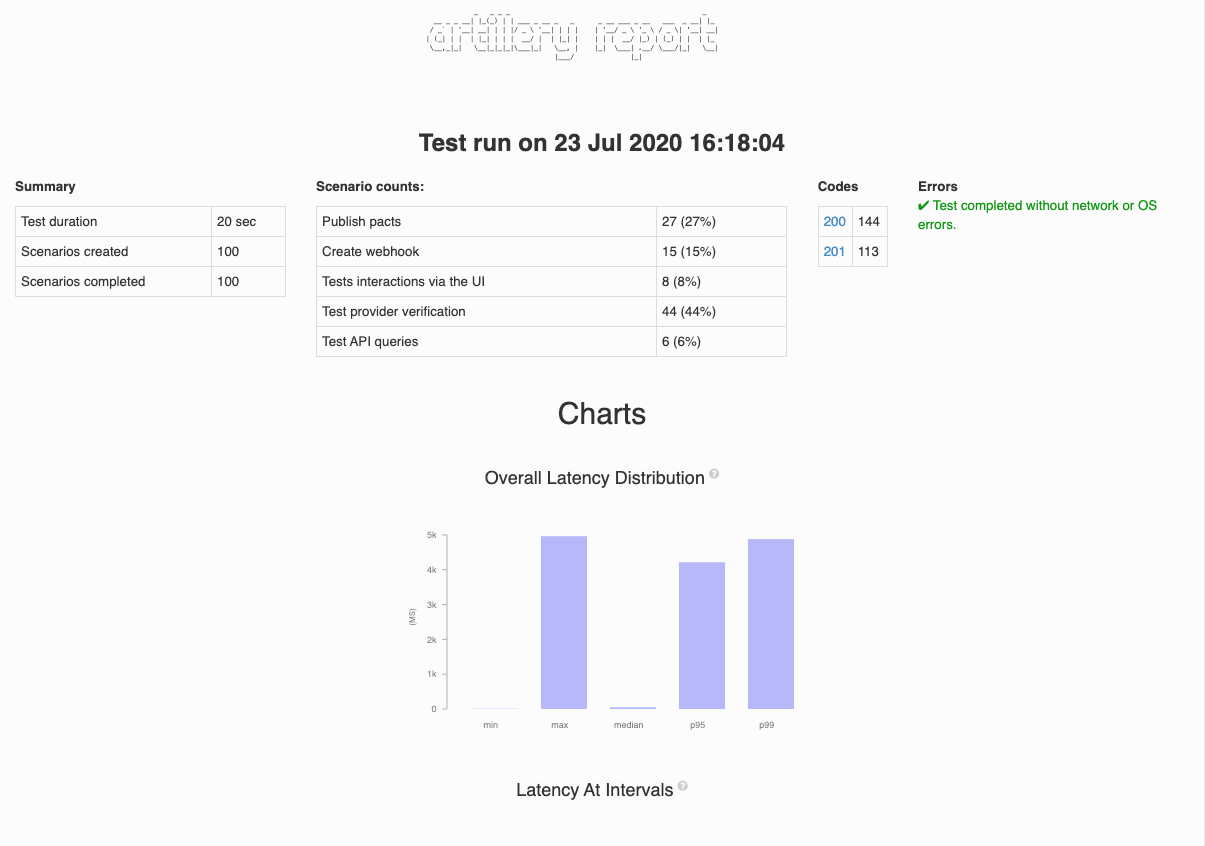 artillery report
Test run on 23 Jul 2020 16:18:04
Summary
Test duration 20 sec
Scenarios created 100
Scenarios completed 100
Scenario counts:
Publish pacts 27 (27%)
Create webhook 15 (15%)
Tests interactions via the UI 8 (8%)
Test provider verification 44 (44%)
Test API queries 6 (6%)
Codes
200 144
201 113
Errors
✔ Test completed without network or OS
errors.
Charts
Overall Latency Distribution ?
5k
4k
3k
2k
1k
0
(MS)
min max median p95 p99
Latency At Intervals ?